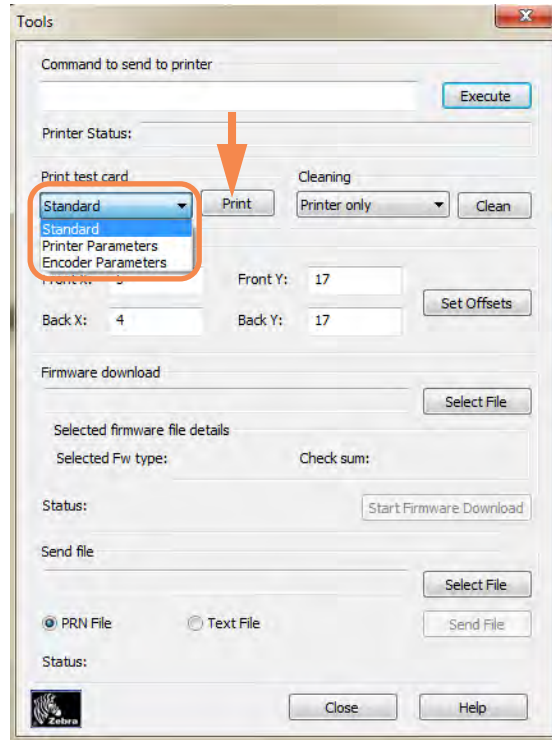 Tools
Command to send to printer
Execute
Printer Status:
Print test card
Cleaning
Standard
Print
Printer only
Clean
Standard
Printer Parameters
Encoder Parameters
Front Y: 17
Set Offsets
Back X: 4 Back Y: 17
Firmware download
Select File
Selected firmware file details
Selected Fw type: Check sum:
Status:
Start Firmware Download
Send file
Select File
PRN File Text File
Send File
Status:
Zebra
Close
Help